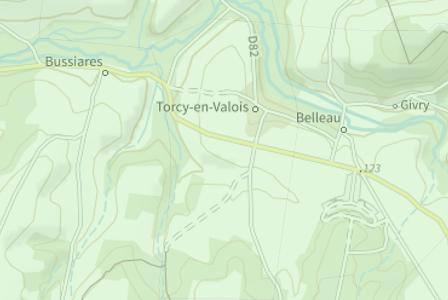 D82
Bussiares
Torcy-en-Valois
Givry
Belleau
123